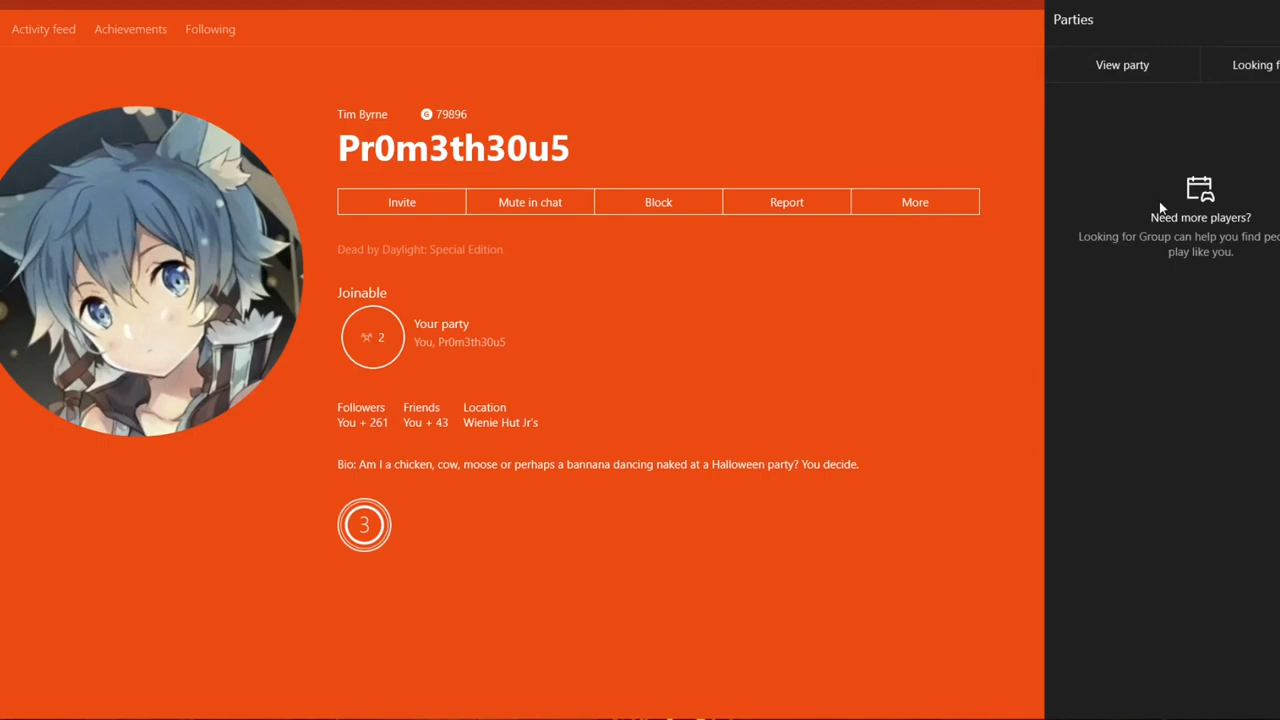 Activity feed Achievements Following
Tim Byrne G 79896
Pr0m3th30u5
Invite Mute in chat Block Report More
Dead by Daylight: Special Edition
Joinable
2
Your party
You, Pr0m3th30u5
Followers Friends Location
You + 261 You + 43 Wienie Hut Jr's
Bio: Am I a chicken, cow, moose or perhaps a bannana dancing naked at a Halloween party? You decide.
3
Parties
View party Looking f
Need more players?
Looking for Group can help you find pe
play like you.